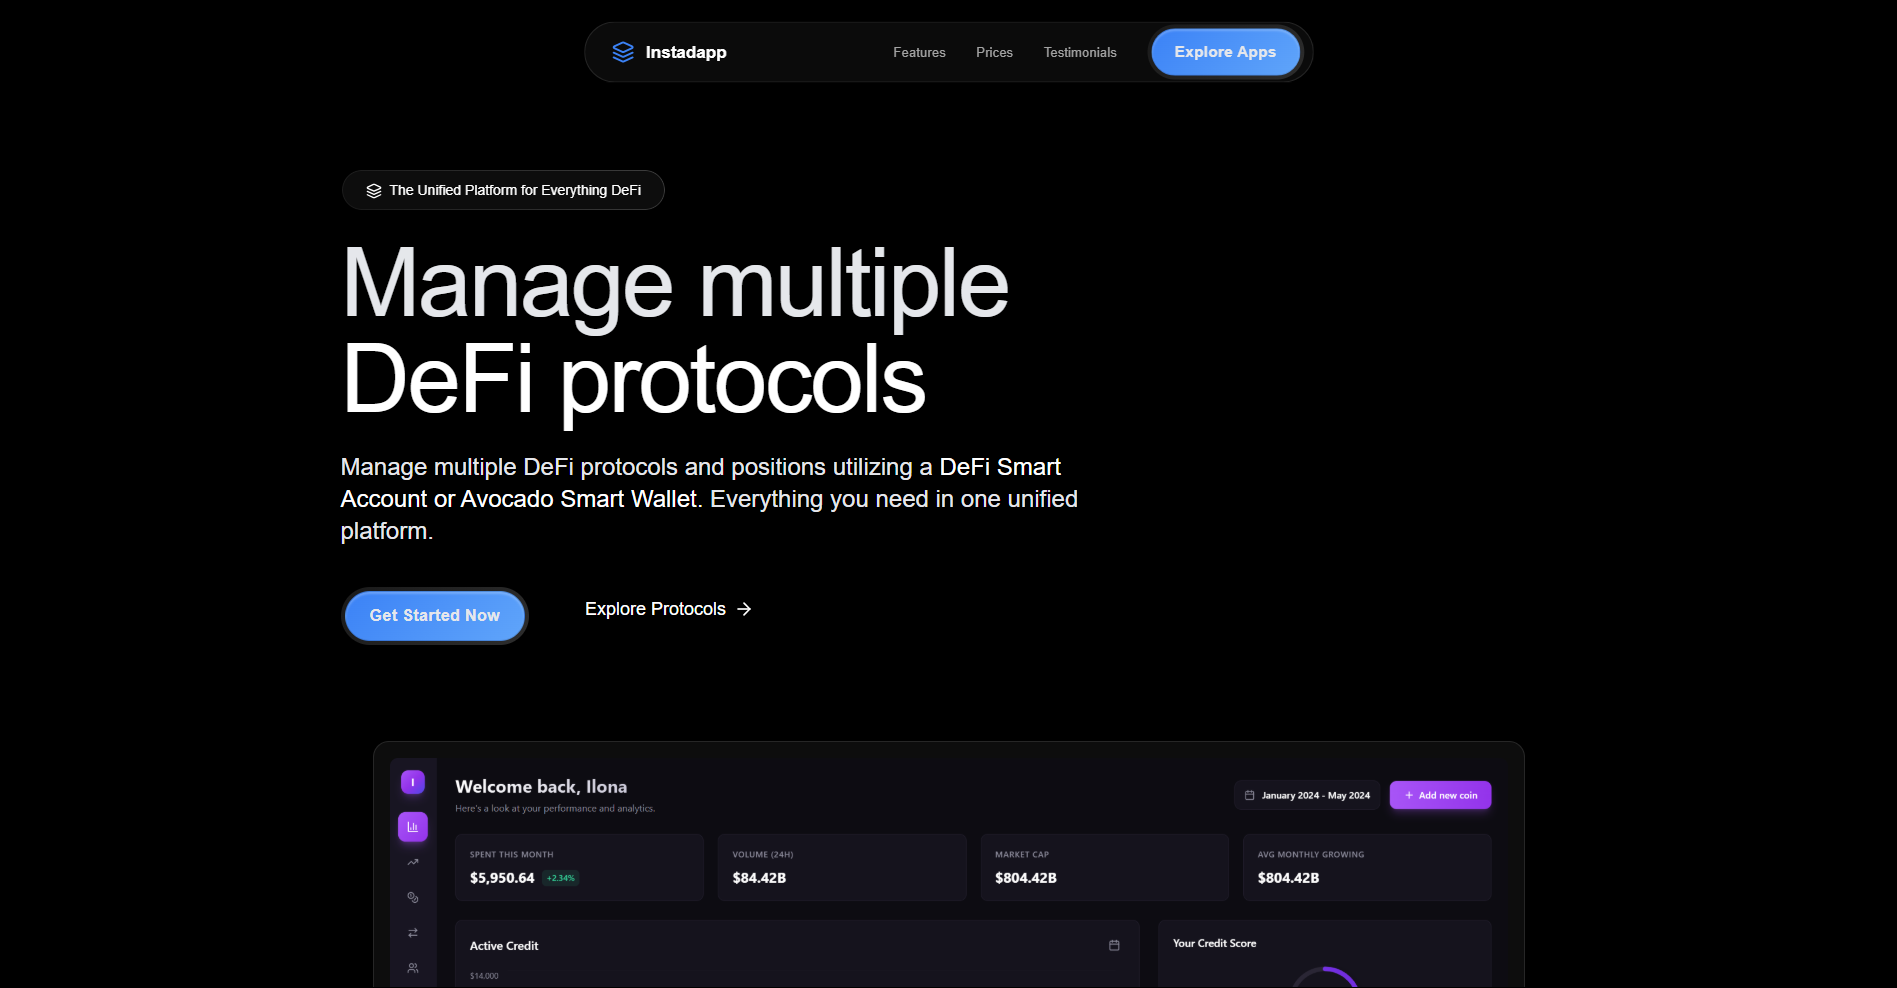 Instadapp
Features
Prices
Testimonials
Explore Apps
The Unified Platform for Everything DeFi
Manage multiple
DeFi protocols
Manage multiple DeFi protocols and positions utilizing a DeFi Smart
Account or Avocado Smart Wallet. Everything you need in one unified
platform.
Get Started Now
Explore Protocols
I
Welcome back, Ilona
Here's a look at your performance and analytics.
January 2024 - May 2024
Add new coin
SPENT THIS MONTH
$5,950.64 +2.34%
VOLUME (24H)
$84.42B
MARKET CAP
$804.42B
AVG MONTHLY GROWING
$804.42B
Active Credit
$14.000
Your Credit Score